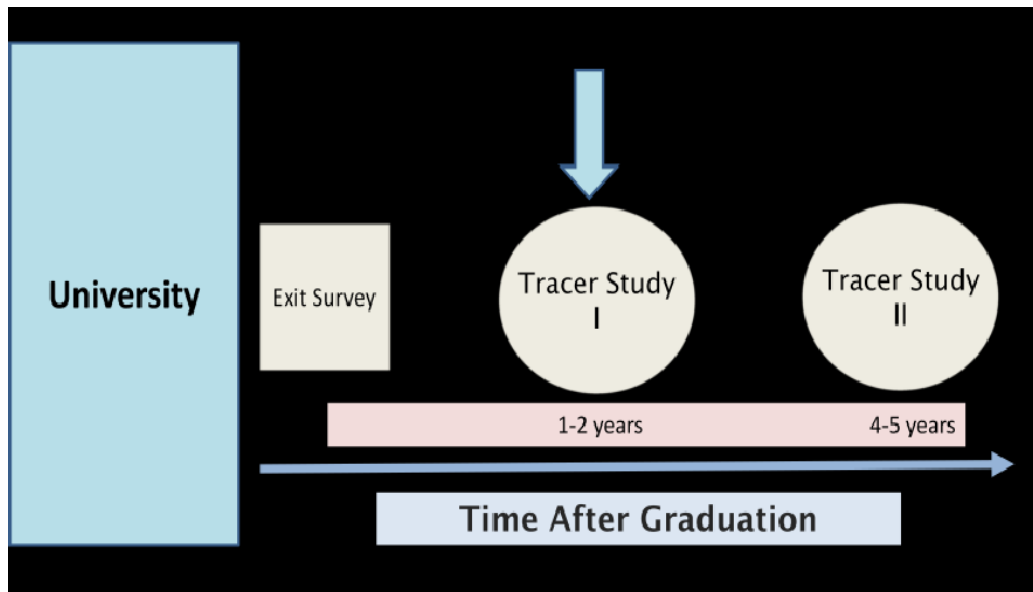 University
Exit Survey
Tracer Study
I
Tracer Study
II
1-2 years
4-5 years
Time After Graduation